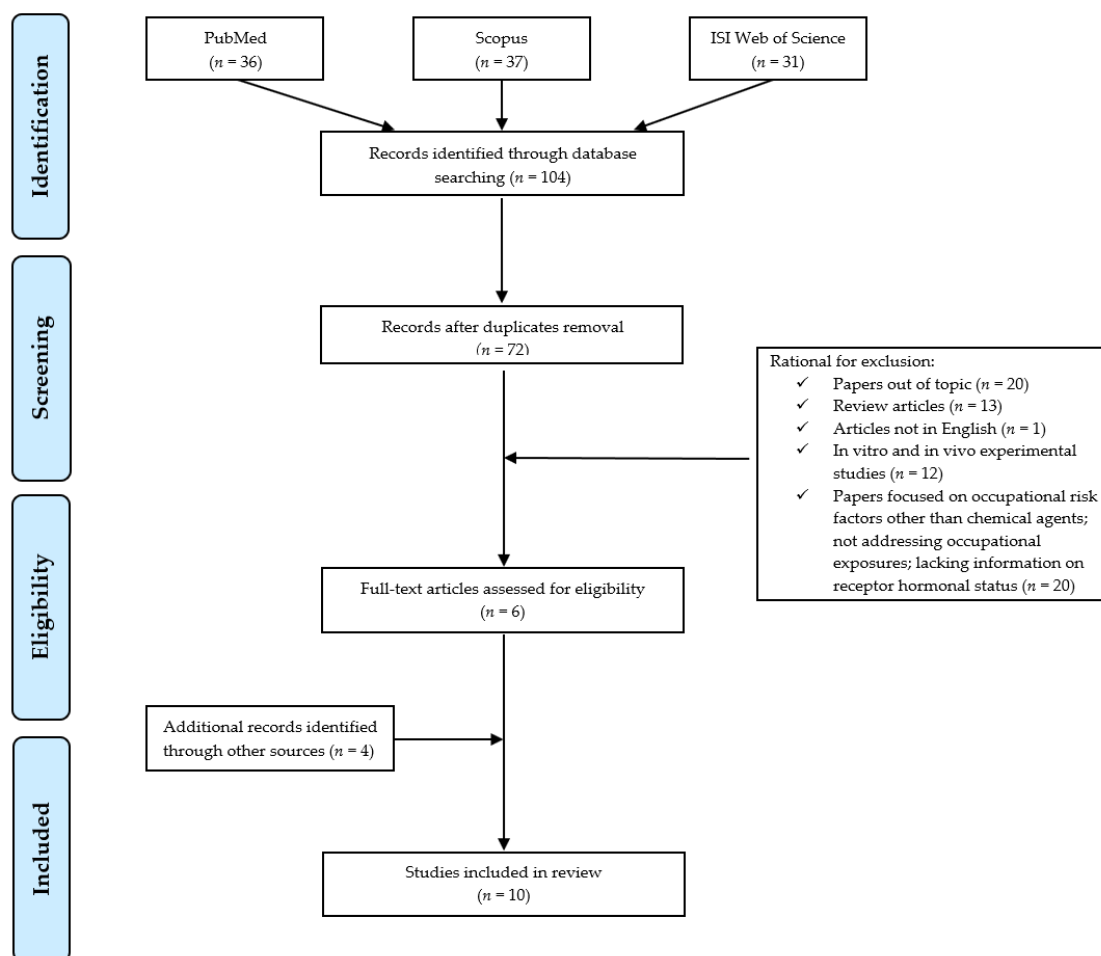 Identification
PubMed
(n = 36)
Scopus
(n = 37)
ISI Web of Science
(n = 31)
Records identified through database
searching (n = 104)
Screening
Records after duplicates removal
(n = 72)
Rational for exclusion:
✓ Papers out of topic (n = 20)
✓ Review articles (n = 13)
✓ Articles not in English (n = 1)
✓ In vitro and in vivo experimental
studies (n = 12)
✓ Papers focused on occupational risk
factors other than chemical agents;
not addressing occupational
exposures; lacking information on
receptor hormonal status (n = 20)
Eligibility
Full-text articles assessed for eligibility
(n = 6)
Additional records identified
through other sources (n = 4)
Included
Studies included in review
(n = 10)